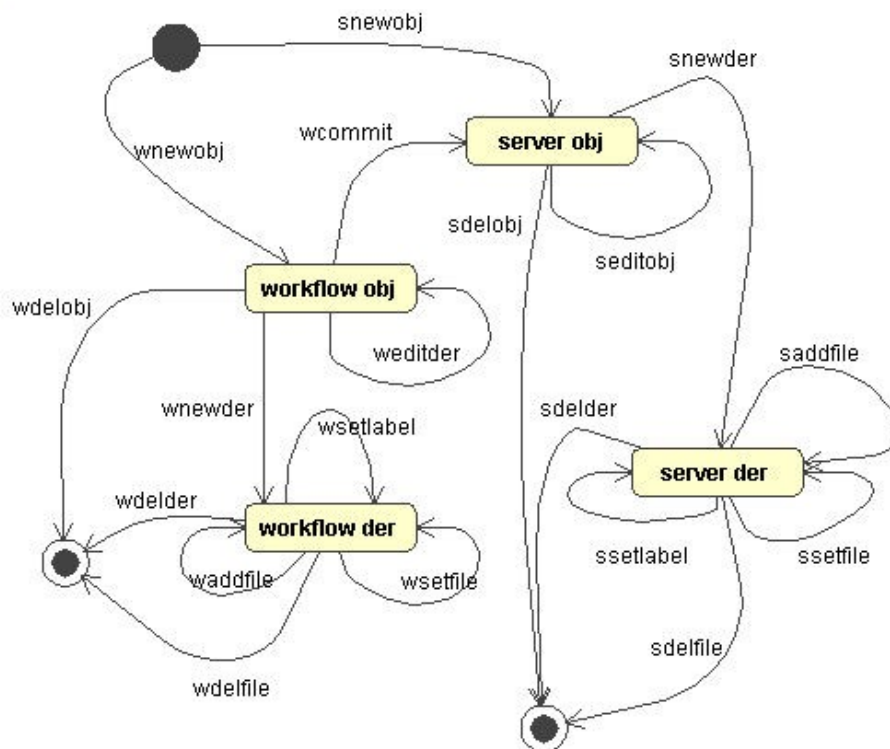 snewobj
snewder
wcommit
server obj
wnewobj
sdelobj
seditobj
workflow obj
wdelobj
weditder
saddfile
wnewder
wsetlabel
sdelder
server der
wdelder
workflow der
ssetlabel
ssetfile
waddfile
wsetfile
sdelfile
wdelfile